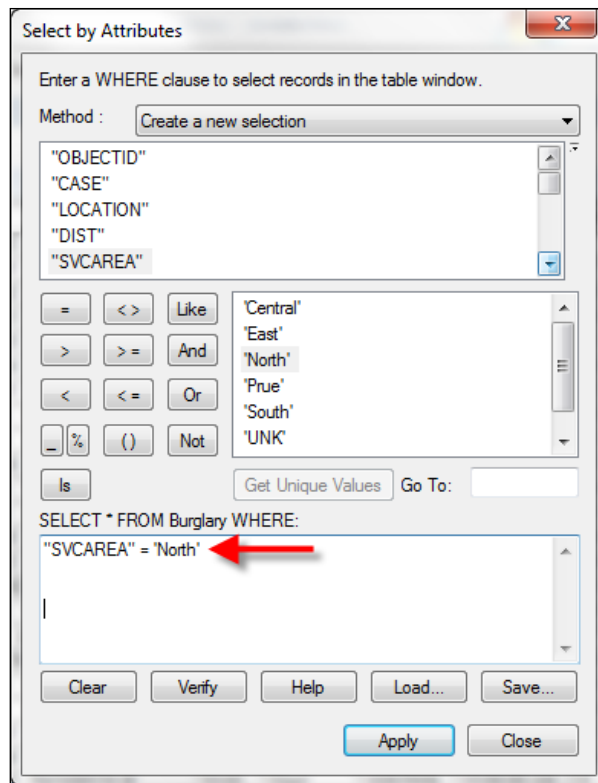 Select by Attributes
X
Enter a WHERE clause to select records in the table window.
Method : Create a new selection
"OBJECTID"
"CASE"
"LOCATION"
"DIST"
"SVCAREA"
= < > Like
> > = And
< < = Or
_ % () Not
Is
'Central'
'East'
'North'
'Prue'
'South'
'UNK'
Get Unique Values Go To:
SELECT * FROM Burglary WHERE:
"SVCAREA" = 'North'
Clear Verify Help Load... Save...
Apply Close